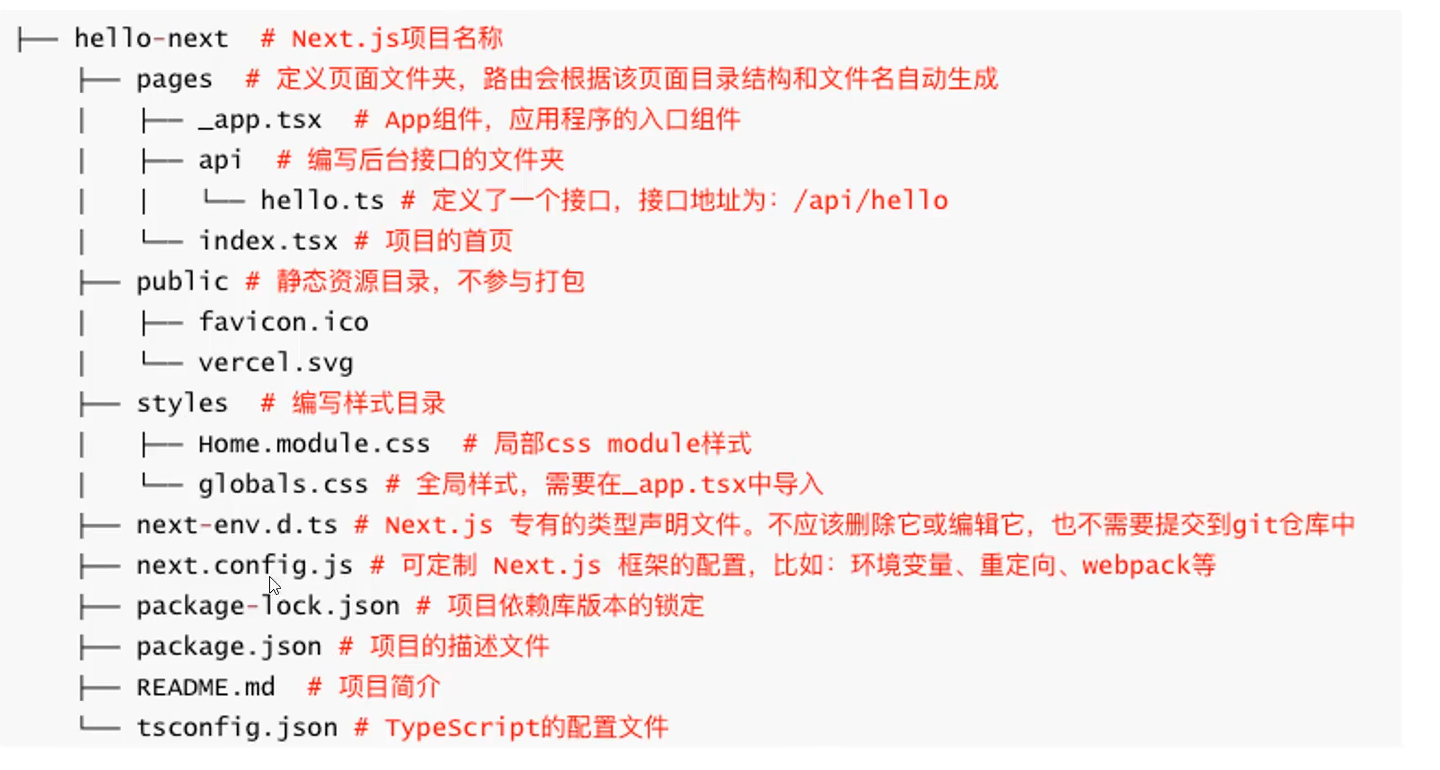 ├── hello-next  # Next.js项目名称
    ├── pages  # 定义页面文件夹，路由会根据该页面目录结构和文件名自动生成
    |   ├── _app.tsx  # App组件，应用程序的入口组件
    |   ├── api  # 编写后台接口的文件夹
    |   |   └── hello.ts # 定义了一个接口，接口地址为：/api/hello
    |   └── index.tsx # 项目的首页
    ├── public # 静态资源目录，不参与打包
    |   ├── favicon.ico
    |   └── vercel.svg
    ├── styles  # 编写样式目录
    |   ├── Home.module.css  # 局部css module样式
    |   └── globals.css # 全局样式，需要在_app.tsx中导入
    ├── next-env.d.ts # Next.js 专有的类型声明文件。不应该删除它或编辑它，也不需要提交到git仓库中
    ├── next.config.js # 可定制 Next.js 框架的配置，比如：环境变量、重定向、webpack等
    ├── package-lock.json # 项目依赖库版本的锁定
    ├── package.json # 项目的描述文件
    ├── README.md  # 项目简介
    └── tsconfig.json # TypeScript的配置文件